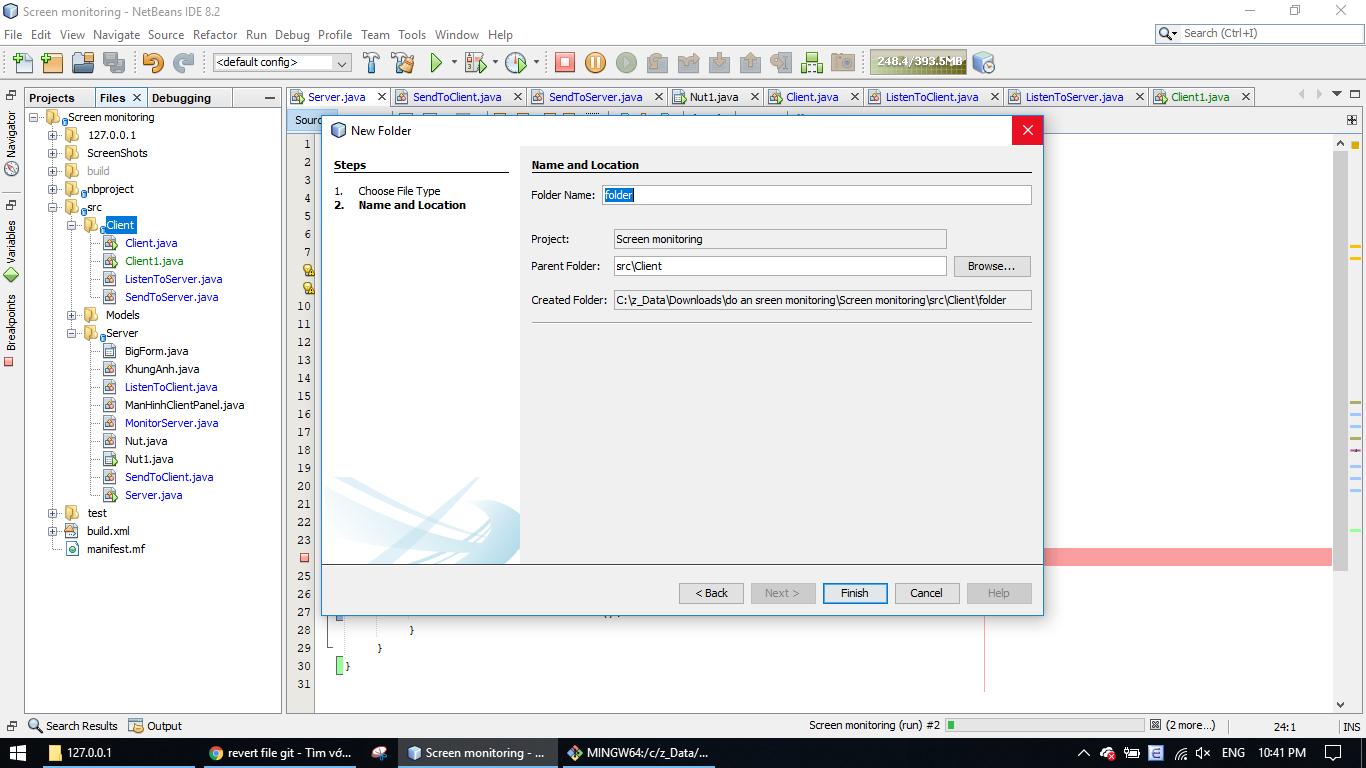 Screen monitoring - NetBeans IDE 8.2
File Edit View Navigate Source Refactor Run Debug Profile Team Tools Window Help
Search (Ctrl+I)
<default config>
248.4/393.5MB
Projects
Files
Debugging
Server.java
SendToClient.java
SendToServer.java
Nut1.java
Client.java
ListenToClient.java
ListenToServer.java
Client1.java
Navigator
Variables
Breakpoints
Screen monitoring
127.0.0.1
ScreenShots
build
nbproject
src
Client
Client.java
Client1.java
ListenToServer.java
SendToServer.java
Models
Server
BigForm.java
KhungAnh.java
ListenToClient.java
ManHinhClientPanel.java
MonitorServer.java
Nut.java
Nut1.java
SendToClient.java
Server.java
test
build.xml
manifest.mf
1
2
3
4
5
6
7
10
11
12
13
14
15
16
17
18
19
20
21
22
23
25
26
27
28 }
29 }
30 }
31
New Folder
Steps
1. Choose File Type
2. Name and Location
Name and Location
Folder Name: folder
Project: Screen monitoring
Parent Folder: src\Client
Browse...
Created Folder: C:\z_Data\Downloads\do an sreen monitoring\Screen monitoring\src\Client\folder
< Back
Next >
Finish
Cancel
Help
Search Results
Output
Screen monitoring (run) #2
(2 more...)
24:1
INS
127.0.0.1
revert file git - Tìm vớ...
Screen monitoring - ...
MINGW64:/c/z_Data/...
ENG
10:41 PM